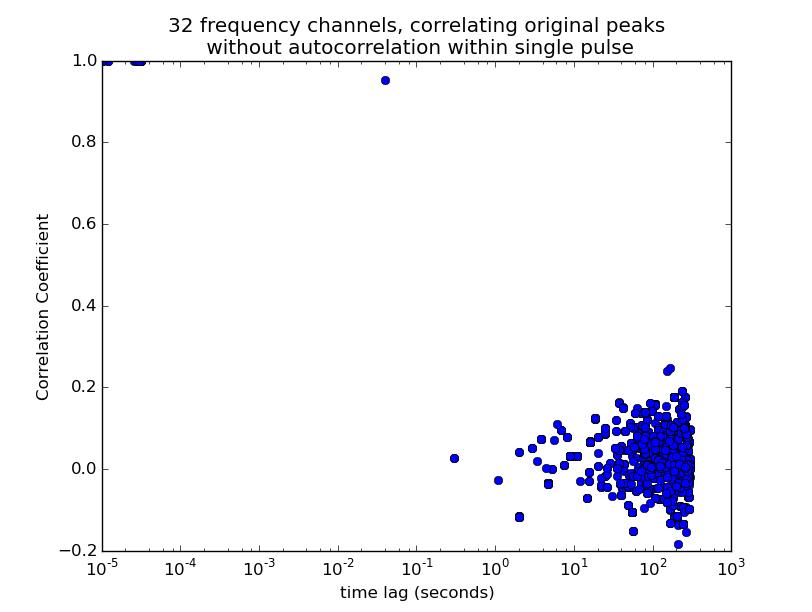 32 frequency channels, correlating original peaks
without autocorrelation within single pulse
1.0
0.8
0.6
0.4
0.2
0.0
−0.2
Correlation Coefficient
10^-5 10^-4 10^-3 10^-2 10^-1 10^0 10^1 10^2 10^3
time lag (seconds)